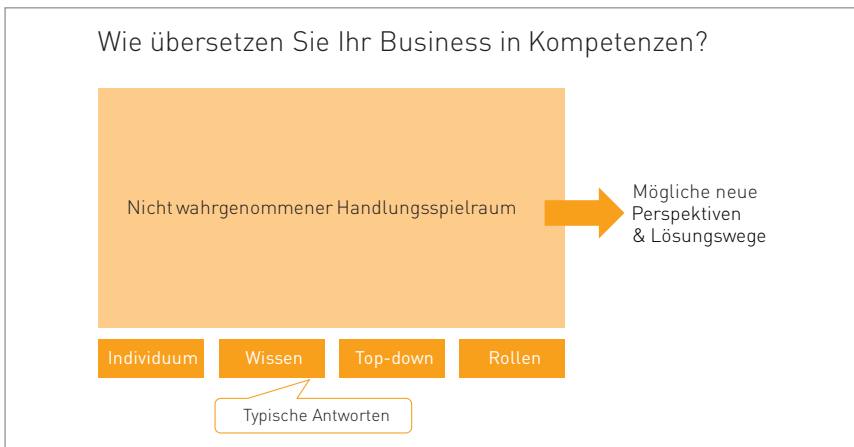 Wie übersetzen Sie Ihr Business in Kompetenzen?
Nicht wahrgenommener Handlungsspielraum
Mögliche neue
Perspektiven
& Lösungswege
Individuum
Wissen
Top-down
Rollen
Typische Antworten